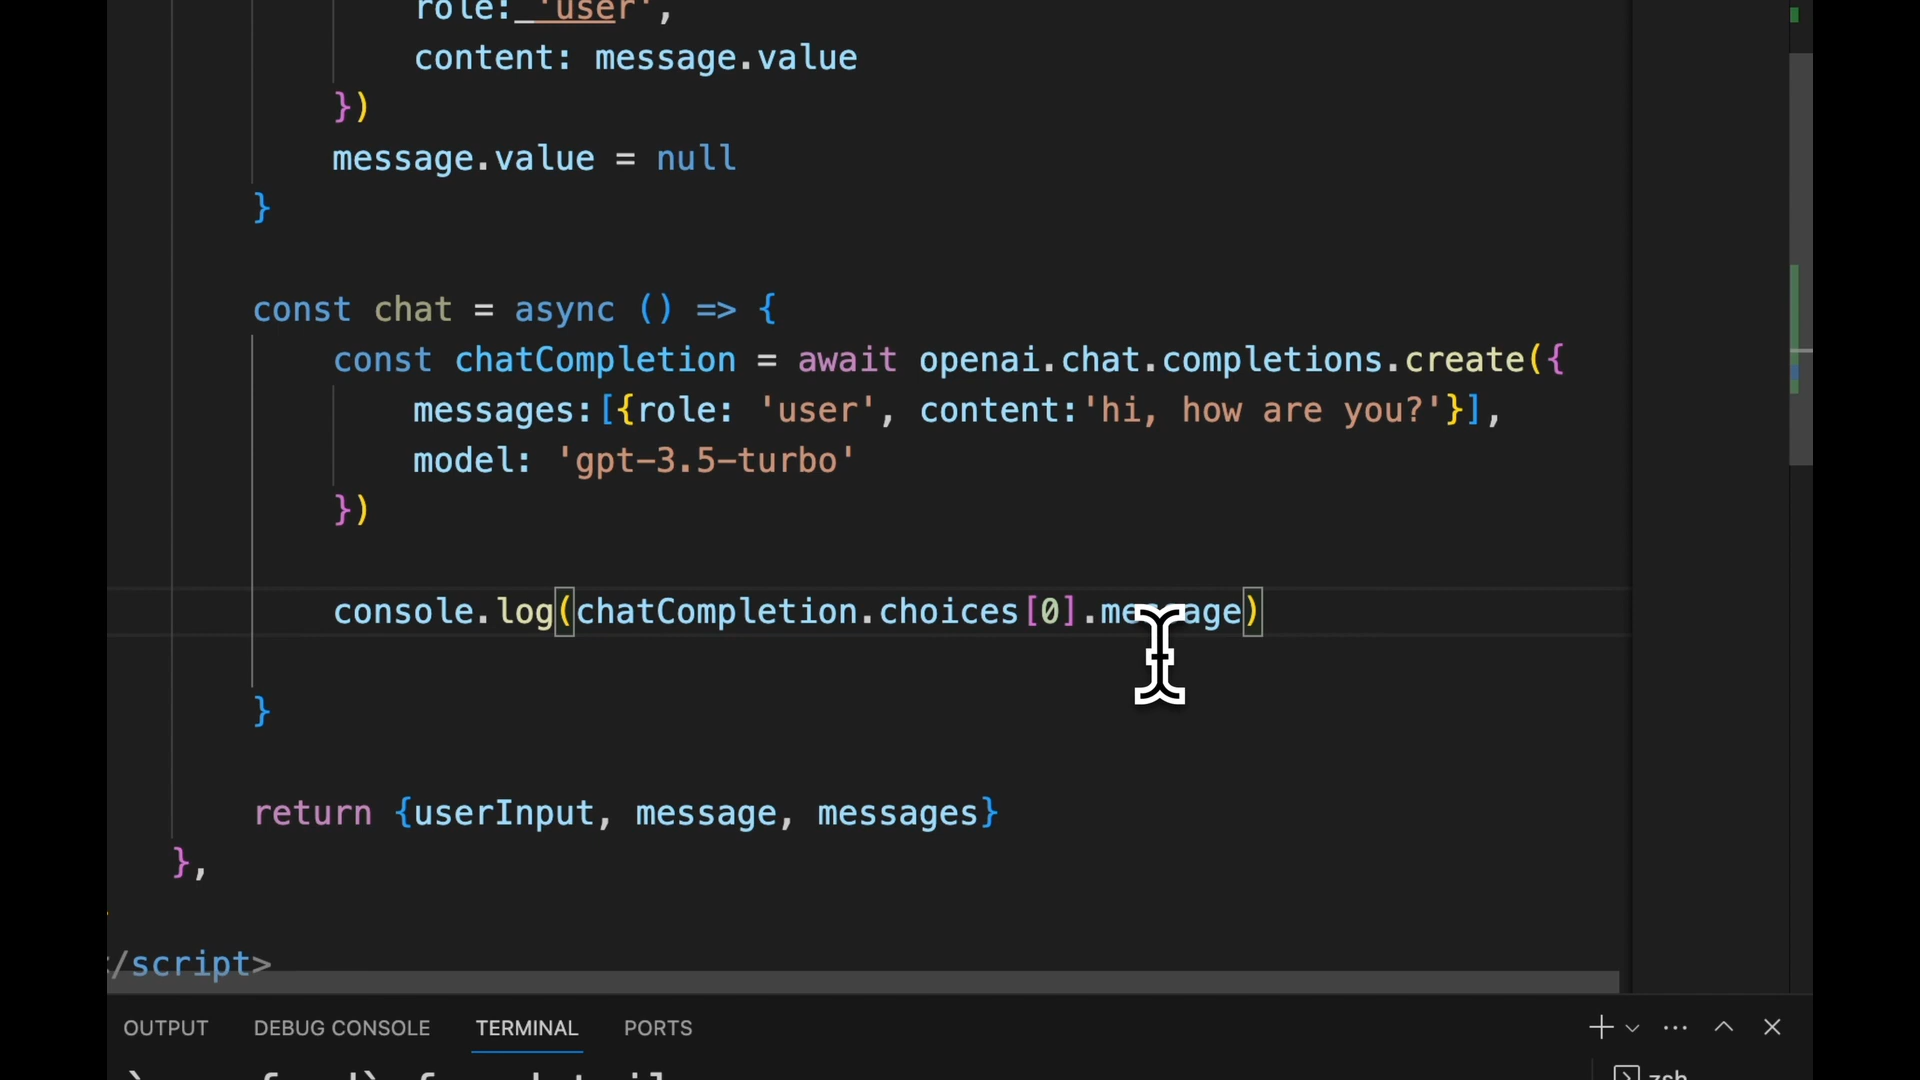 role: 'user',
content: message.value
})
message.value = null
}
const chat = async () => {
const chatCompletion = await openai.chat.completions.create({
messages:[{role: 'user', content:'hi, how are you?'}],
model: 'gpt-3.5-turbo'
})
console.log(chatCompletion.choices[0].message)
}
return {userInput, message, messages}
},
/script>
OUTPUT DEBUG CONSOLE TERMINAL PORTS
zsh